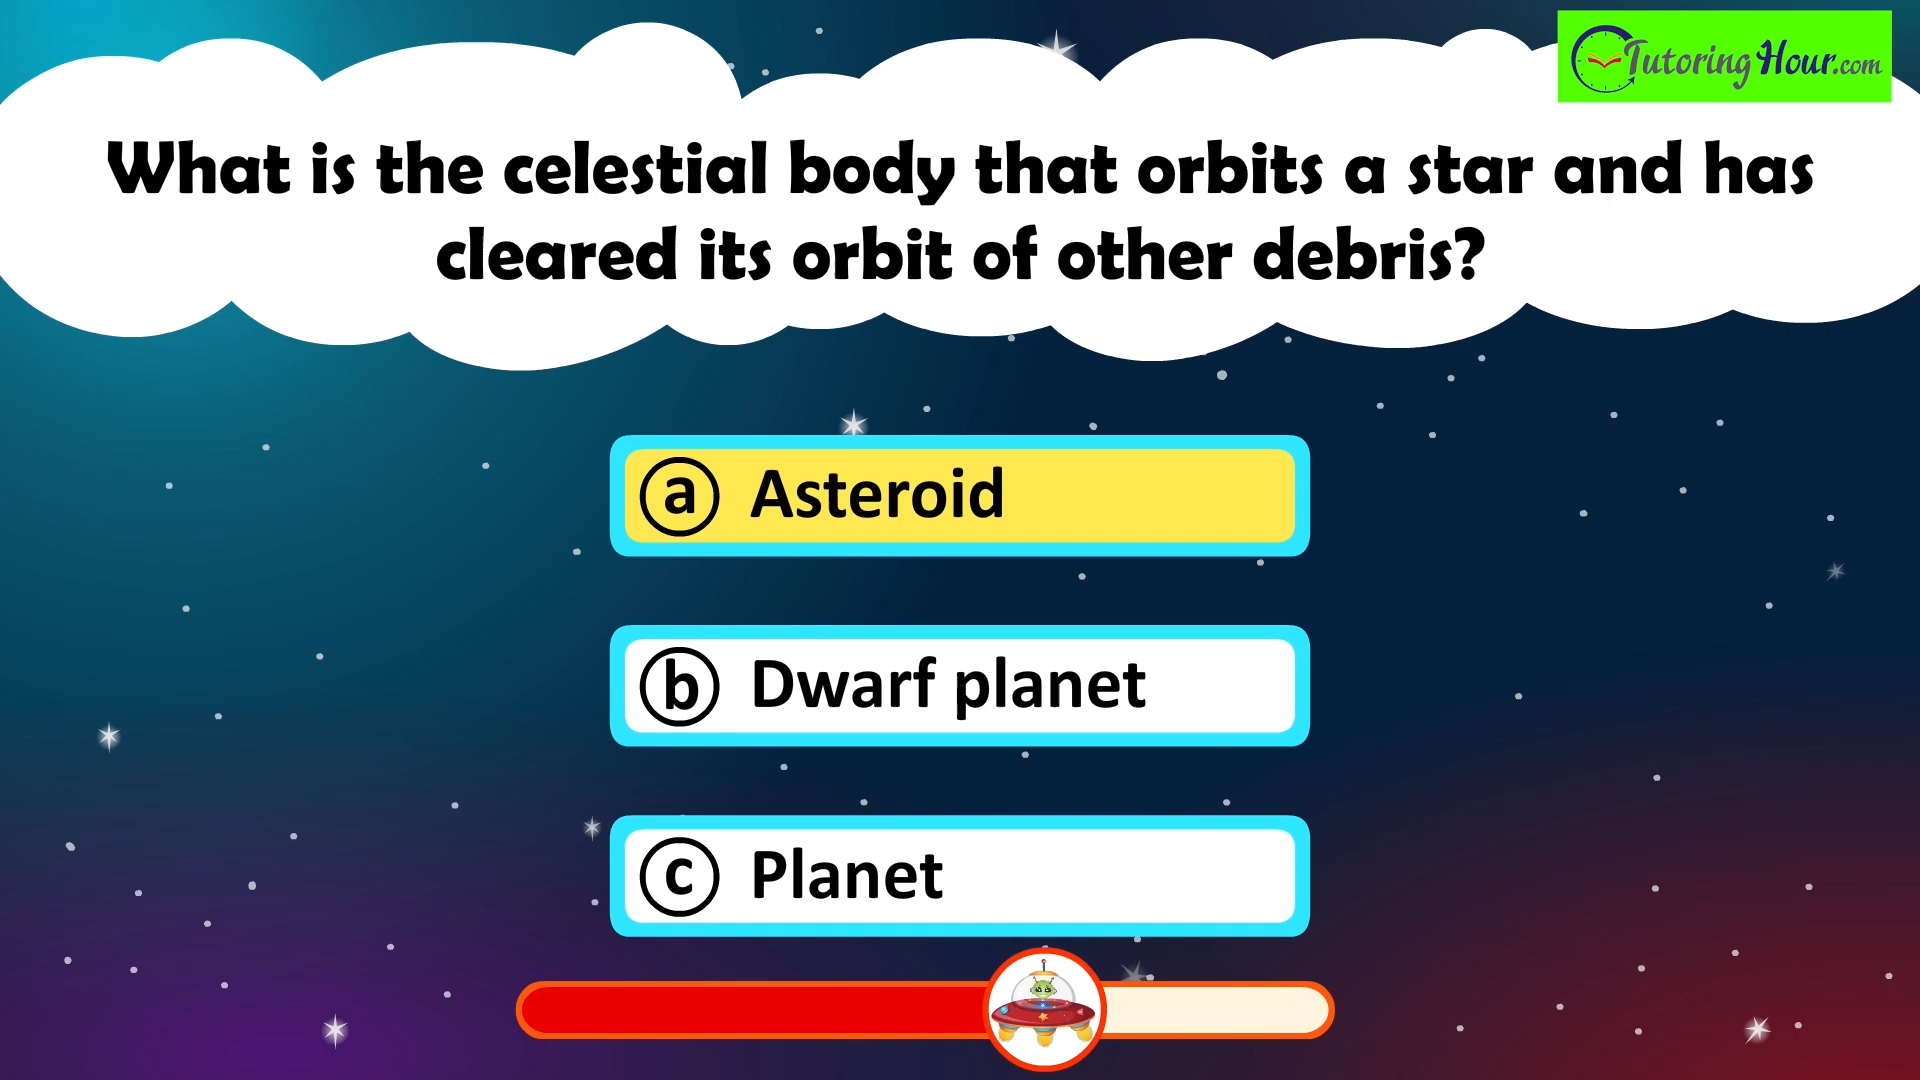 TutoringHour.com
What is the celestial body that orbits a star and has
cleared its orbit of other debris?
a Asteroid
b Dwarf planet
c Planet